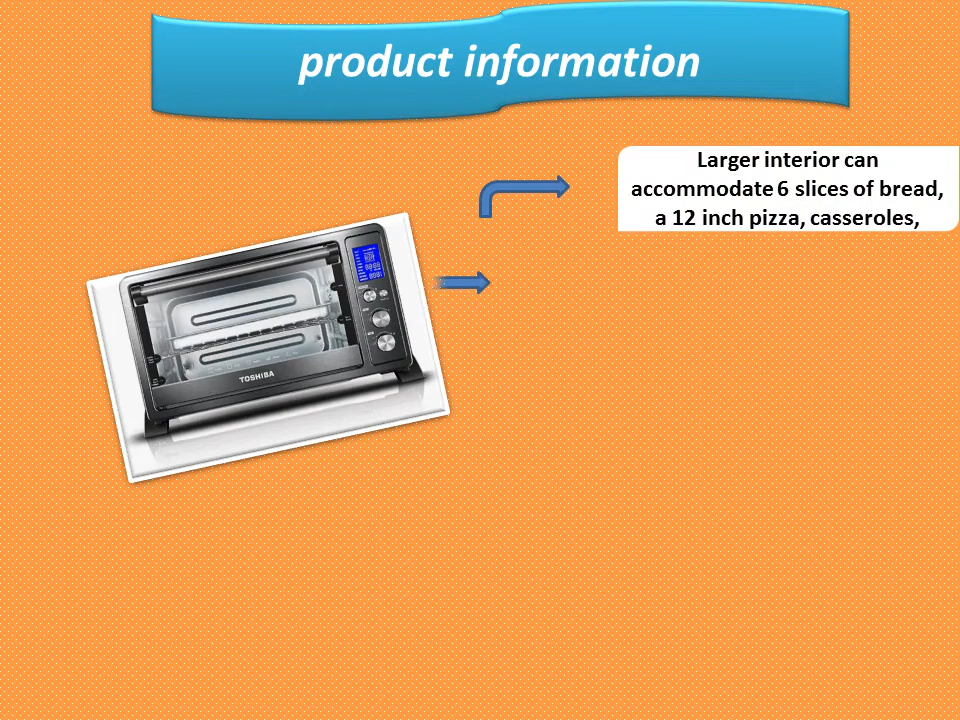 product information
Larger interior can
accommodate 6 slices of bread,
a 12 inch pizza, casseroles,
TOSHIBA